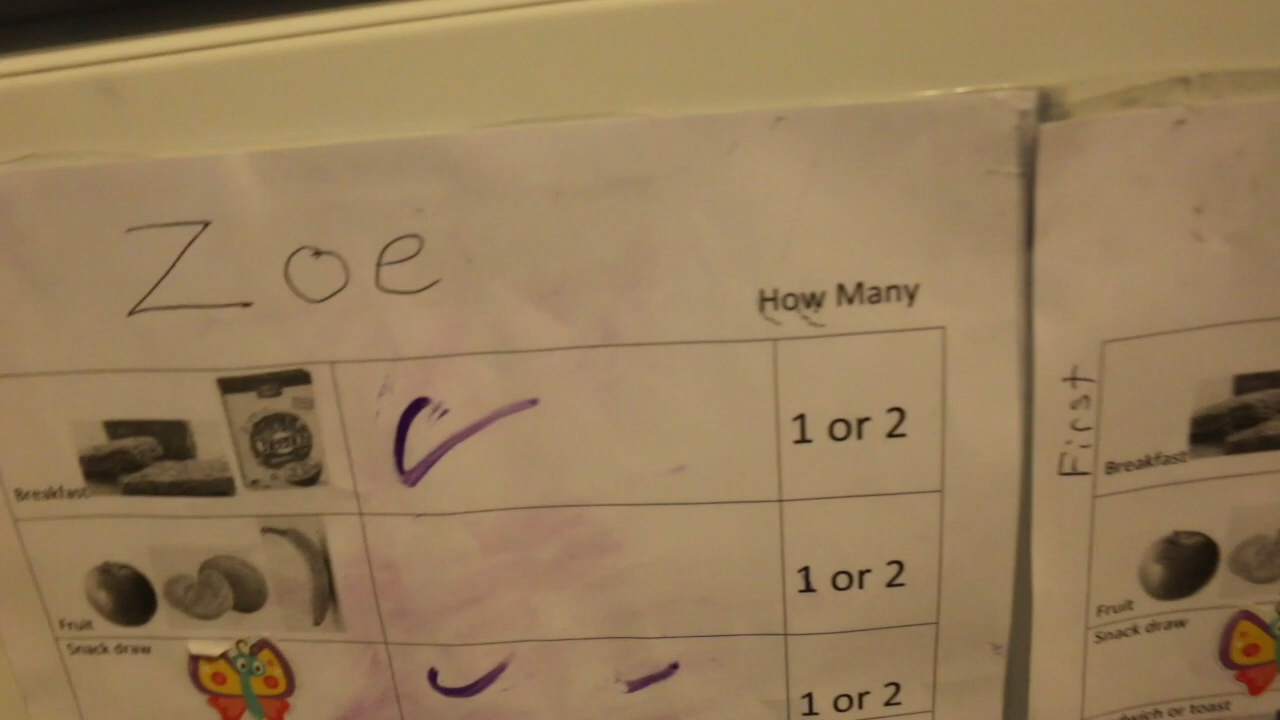 Zoe
How Many
Breakfast
1 or 2
Fruit
1 or 2
Snack draw
1 or 2
First
Breakfast
Fruit
Snack draw
or toast